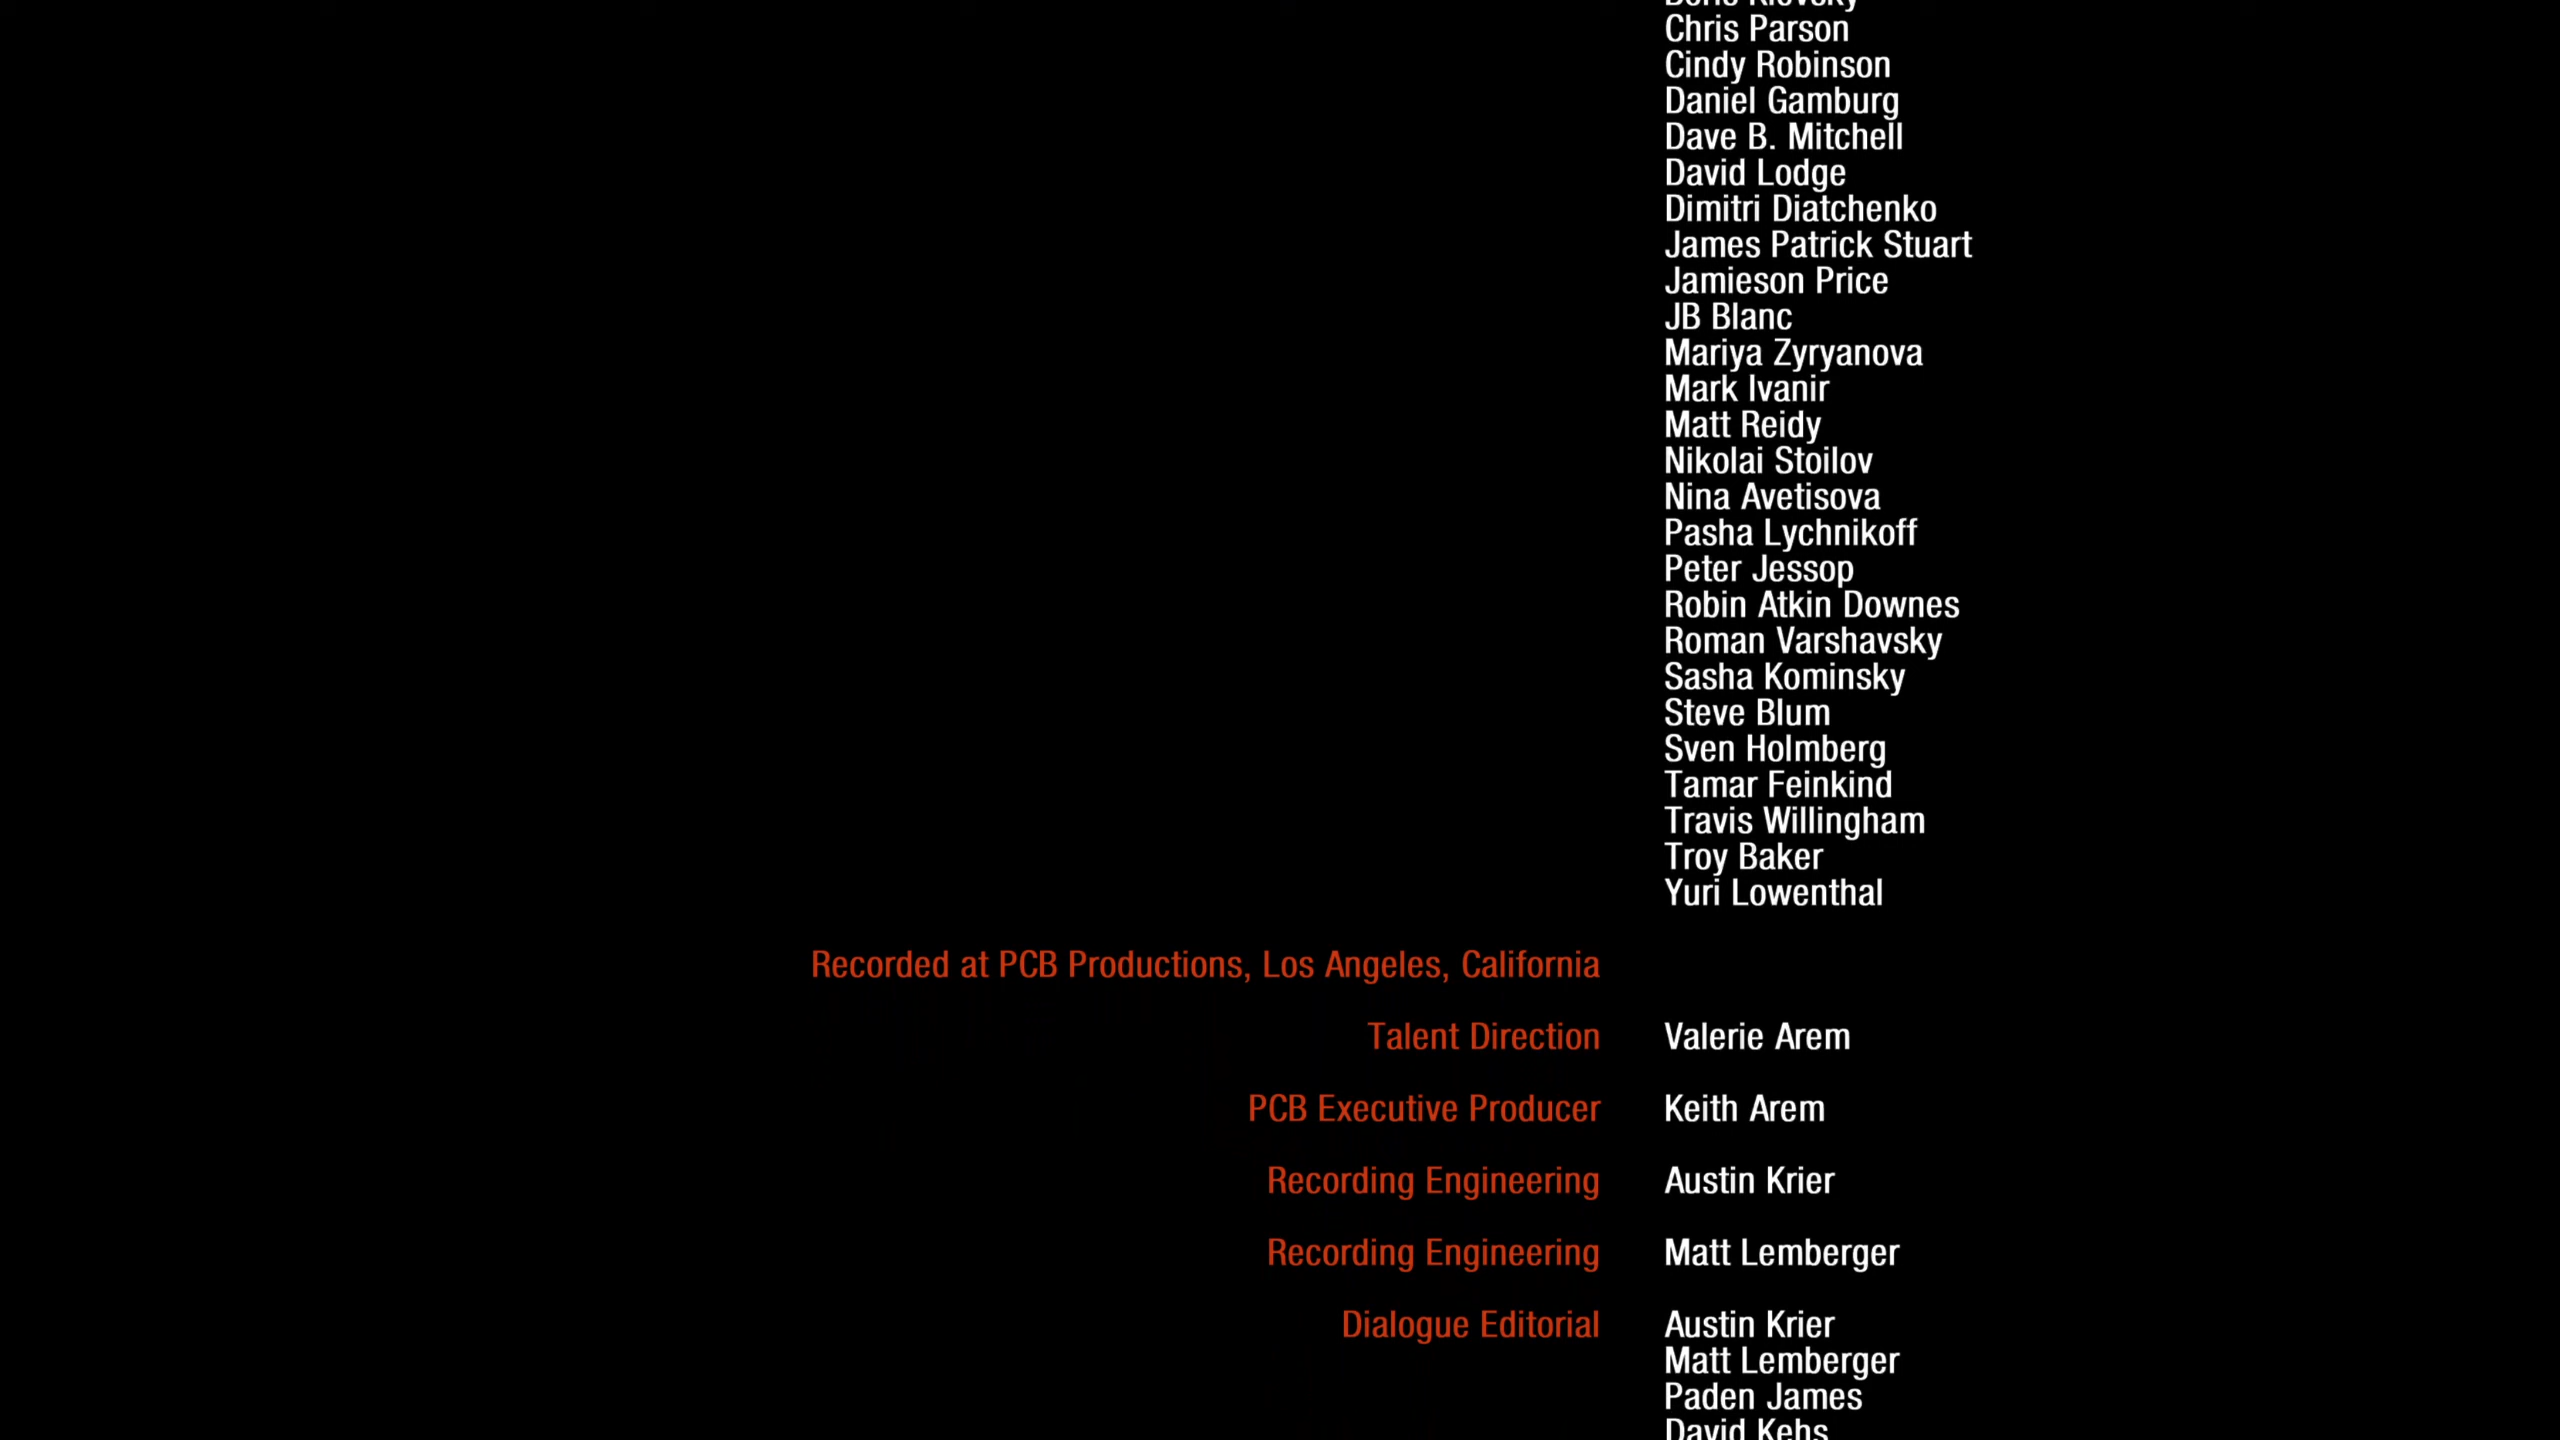 Chris Parson
Cindy Robinson
Daniel Gamburg
Dave B. Mitchell
David Lodge
Dimitri Diatchenko
James Patrick Stuart
Jamieson Price
JB Blanc
Mariya Zyryanova
Mark Ivanir
Matt Reidy
Nikolai Stoilov
Nina Avetisova
Pasha Lychnikoff
Peter Jessop
Robin Atkin Downes
Roman Varshavsky
Sasha Kominsky
Steve Blum
Sven Holmberg
Tamar Feinkind
Travis Willingham
Troy Baker
Yuri Lowenthal
Recorded at PCB Productions, Los Angeles, California
Talent Direction Valerie Arem
PCB Executive Producer Keith Arem
Recording Engineering Austin Krier
Recording Engineering Matt Lemberger
Dialogue Editorial Austin Krier
Matt Lemberger
Paden James
David Kehs